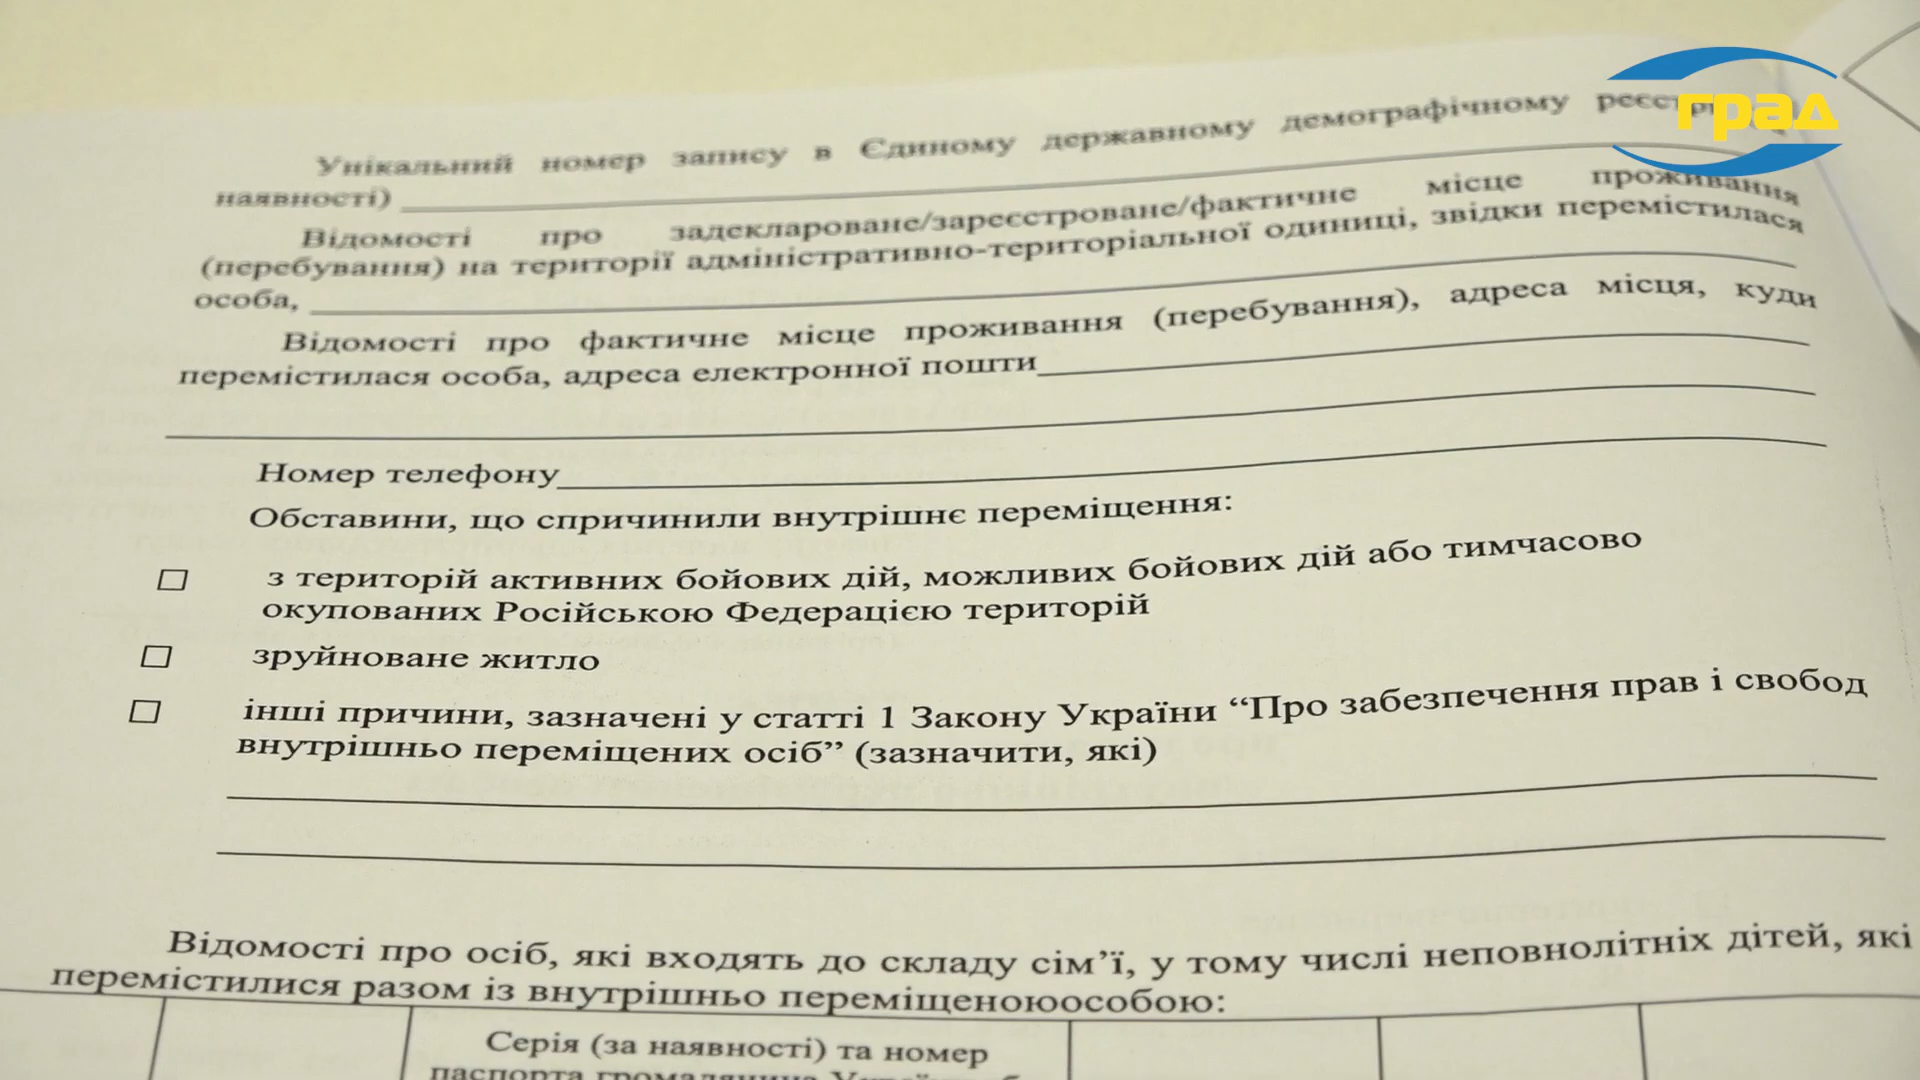 град
Унікальний номер запису в Єдиному державному демографічному
наявності)
Відомості про задеклароване/зареєстроване/фактичне місце проживання
(перебування) на території адміністративно-територіальної одиниці, звідки перемістилася
особа,
Відомості про фактичне місце проживання (перебування), адреса місця, куди
перемістилася особа, адреса електронної пошти
Номер телефону
Обставини, що спричинили внутрішнє переміщення:
з територій активних бойових дій, можливих бойових дій або тимчасово
окупованих Російською Федерацією територій
зруйноване житло
інші причини, зазначені у статті 1 Закону України “Про забезпечення прав і свобод
внутрішньо переміщених осіб” (зазначити, які)
Відомості про осіб, які входять до складу сім’ї, у тому числі неповнолітніх дітей, які
перемістилися разом із внутрішньо переміщеноюособою:
Серія (за наявності) та номер
паспорта громадянина України